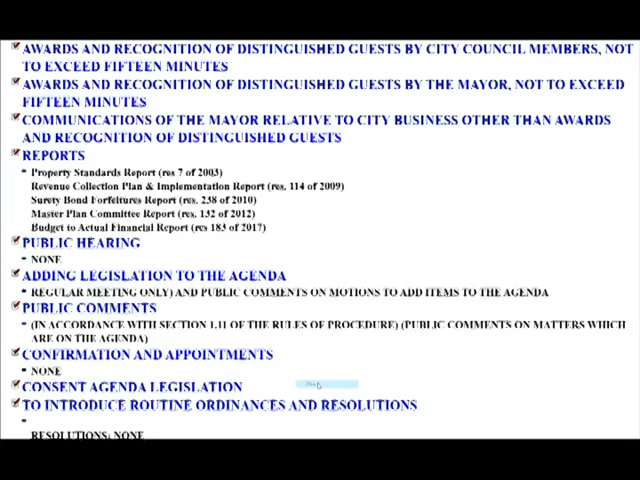 AWARDS AND RECOGNITION OF DISTINGUISHED GUESTS BY CITY COUNCIL MEMBERS, NOT
TO EXCEED FIFTEEN MINUTES
AWARDS AND RECOGNITION OF DISTINGUISHED GUESTS BY THE MAYOR, NOT TO EXCEED
FIFTEEN MINUTES
COMMUNICATIONS OF THE MAYOR RELATIVE TO CITY BUSINESS OTHER THAN AWARDS
AND RECOGNITION OF DISTINGUISHED GUESTS
REPORTS
Property Standards Report (res 7 of 2003)
Revenue Collection Plan & Implementation Report (res. 114 of 2009)
Surety Bond Forfeitures Report (res. 238 of 2010)
Master Plan Committee Report (res. 132 of 2012)
Budget to Actual Financial Report (res 183 of 2017)
PUBLIC HEARING
NONE
ADDING LEGISLATION TO THE AGENDA
REGULAR MEETING ONLY) AND PUBLIC COMMENTS ON MOTIONS TO ADD ITEMS TO THE AGENDA
PUBLIC COMMENTS
(IN ACCORDANCE WITH SECTION 1.11 OF THE RULES OF PROCEDURE) (PUBLIC COMMENTS ON MATTERS WHICH
ARE ON THE AGENDA)
CONFIRMATION AND APPOINTMENTS
NONE
CONSENT AGENDA LEGISLATION
TO INTRODUCE ROUTINE ORDINANCES AND RESOLUTIONS
RESOLUTIONS: NONE